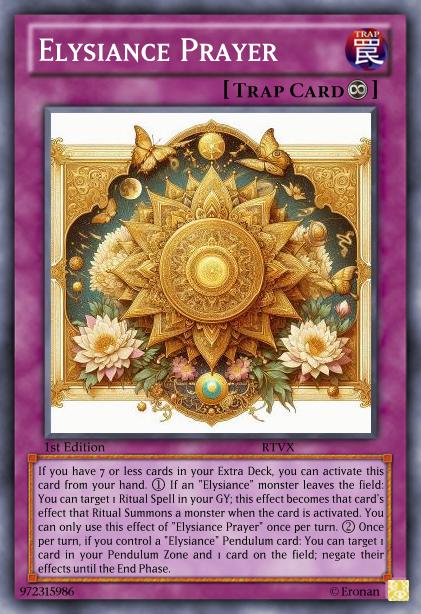 Elysiance Prayer
TRAP
罠
[ Trap Card ♾ ]
1st Edition RTVX
If you have 7 or less cards in your Extra Deck, you can activate this
card from your hand. ① If an "Elysiance" monster leaves the field:
You can target 1 Ritual Spell in your GY; this effect becomes that card's
effect that Ritual Summons a monster when the card is activated. You
can only use this effect of "Elysiance Prayer" once per turn. ② Once
per turn, if you control a "Elysiance" Pendulum card: You can target 1
card in your Pendulum Zone and 1 card on the field; negate their
effects until the End Phase.
972315986 © Eronan